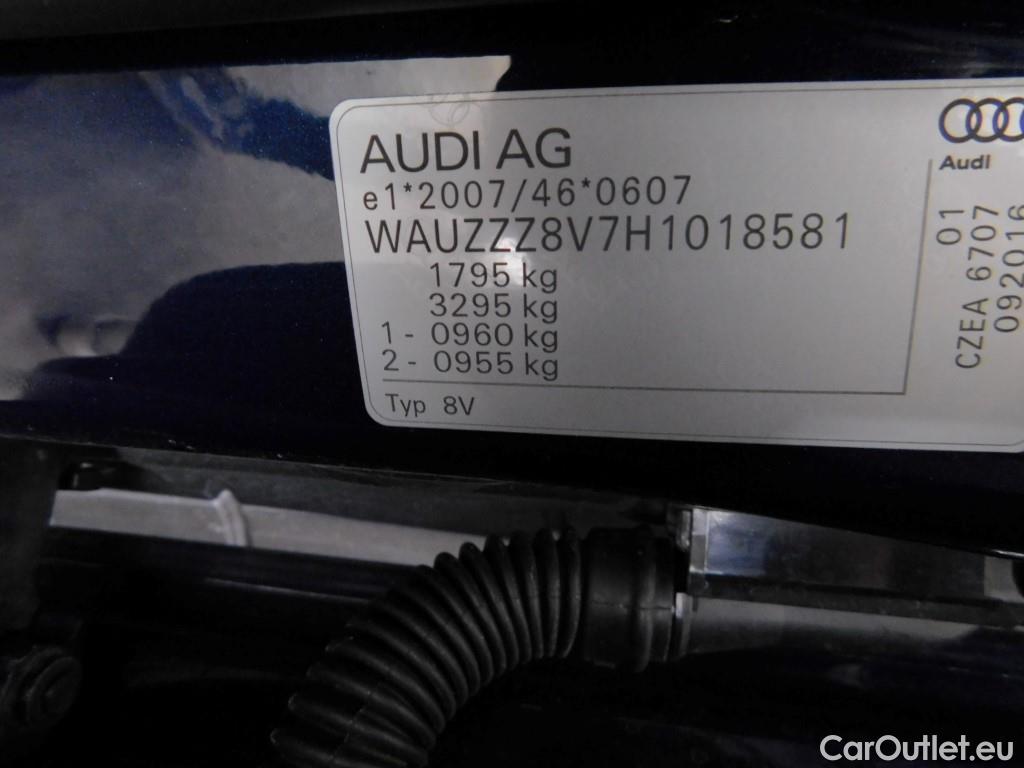 AUDI AG
e1*2007/46*0607
WAUZZZ8V7H1018581
1795 kg
3295 kg
1 - 0960 kg
2 - 0955 kg
Typ 8V
Audi
01
CZEA 6707
092016
CarOutlet.eu